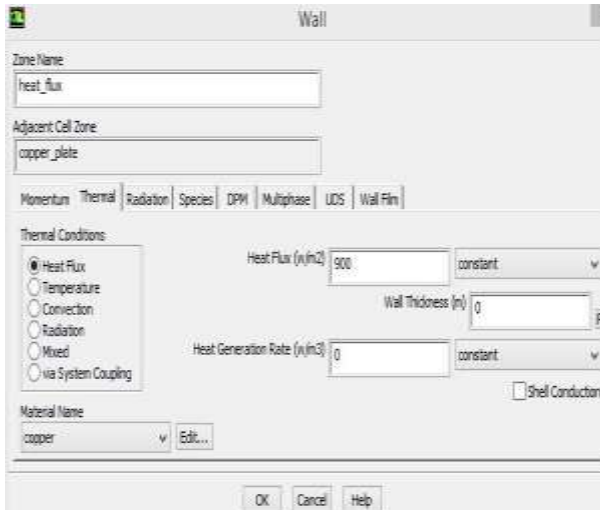 Wall
Zone Name
heat_flux
Adjacent Cell Zone
copper_plate
Momentum Thermal Radiation Species DPM Multiphase UDS Wall Film
Thermal Conditions
Heat Flux
Temperature
Convection
Radiation
Mixed
via System Coupling
Heat Flux (w/m2) 900 constant
Wall Thickness (m) 0
Heat Generation Rate (w/m3) 0 constant
Shell Conduction
Material Name
copper Edit...
OK Cancel Help